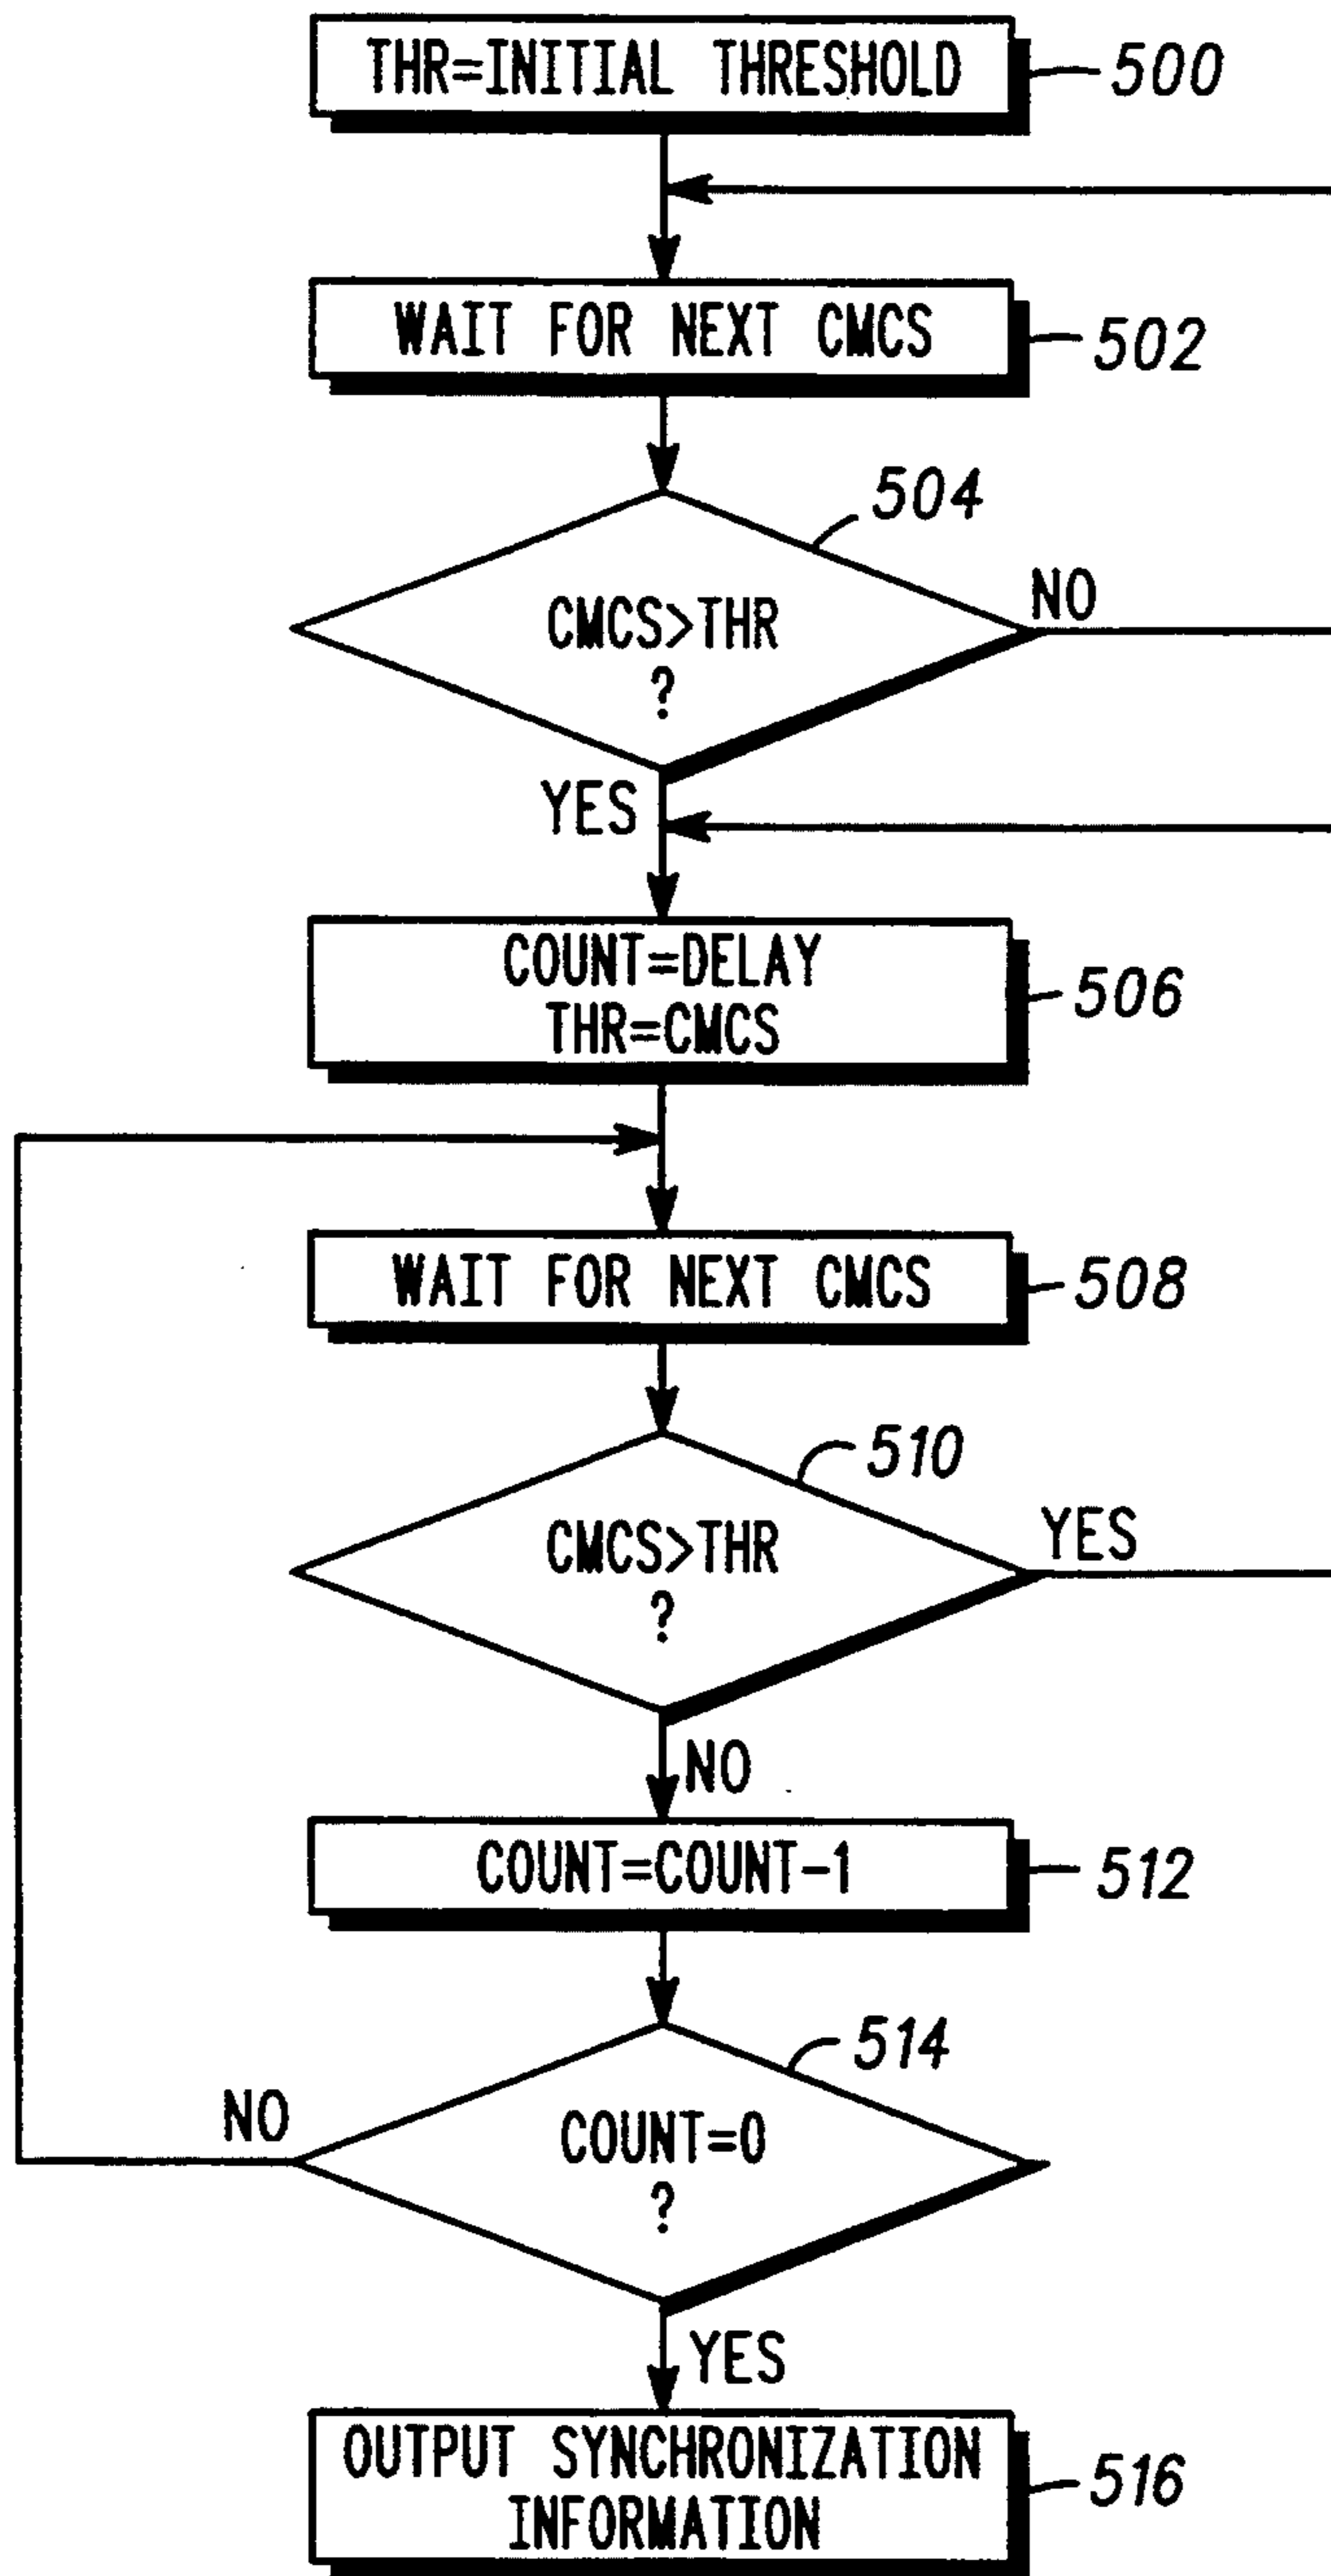 THR=INITIAL THRESHOLD
500
WAIT FOR NEXT CMCS
502
504
CMCS>THR
?
NO
YES
COUNT=DELAY
THR=CMCS
506
WAIT FOR NEXT CMCS
508
510
CMCS>THR
?
YES
NO
COUNT=COUNT-1
512
514
COUNT=0
?
NO
YES
OUTPUT SYNCHRONIZATION
INFORMATION
516